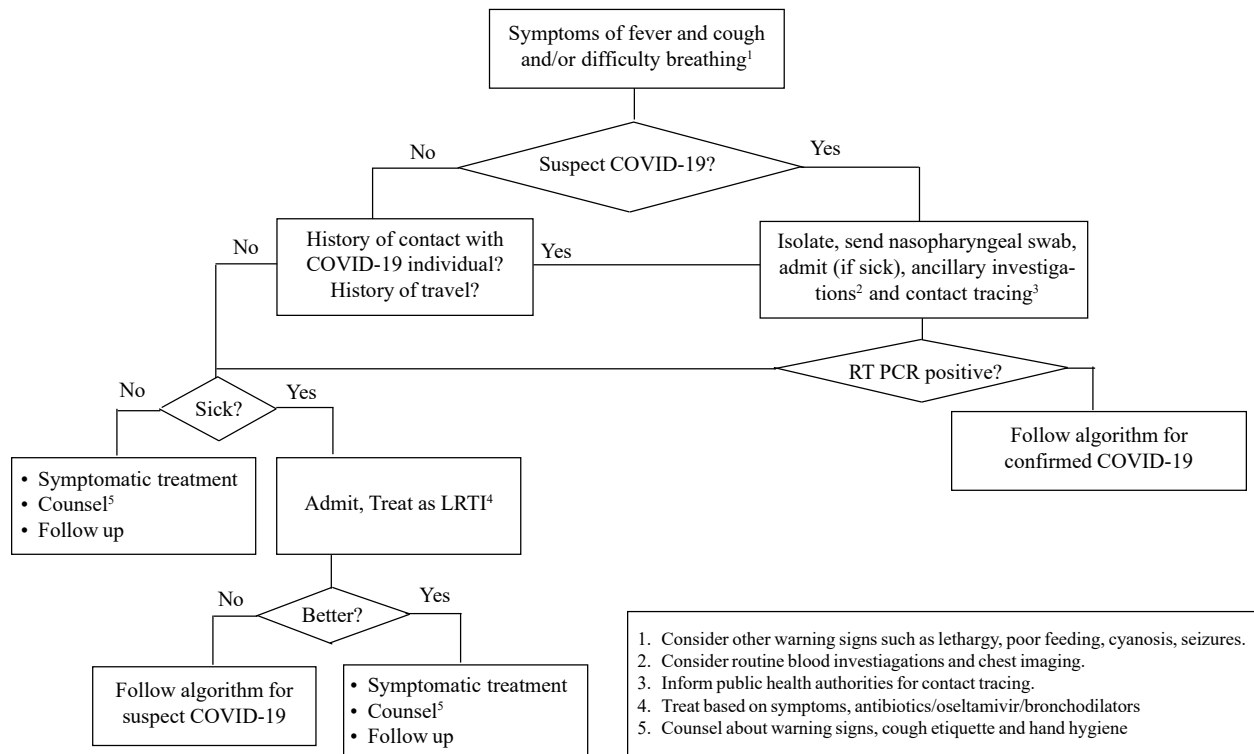 Symptoms of fever and cough
and/or difficulty breathing¹
No
Suspect COVID-19?
Yes
No
History of contact with
COVID-19 individual?
History of travel?
Yes
Isolate, send nasopharyngeal swab,
admit (if sick), ancillary investiga-
tions² and contact tracing³
RT PCR positive?
No
Sick?
Yes
Follow algorithm for
confirmed COVID-19
• Symptomatic treatment
• Counsel⁵
• Follow up
Admit, Treat as LRTI⁴
No
Better?
Yes
Follow algorithm for
suspect COVID-19
• Symptomatic treatment
• Counsel⁵
• Follow up
1. Consider other warning signs such as lethargy, poor feeding, cyanosis, seizures.
2. Consider routine blood investiagations and chest imaging.
3. Inform public health authorities for contact tracing.
4. Treat based on symptoms, antibiotics/oseltamivir/bronchodilators
5. Counsel about warning signs, cough etiquette and hand hygiene